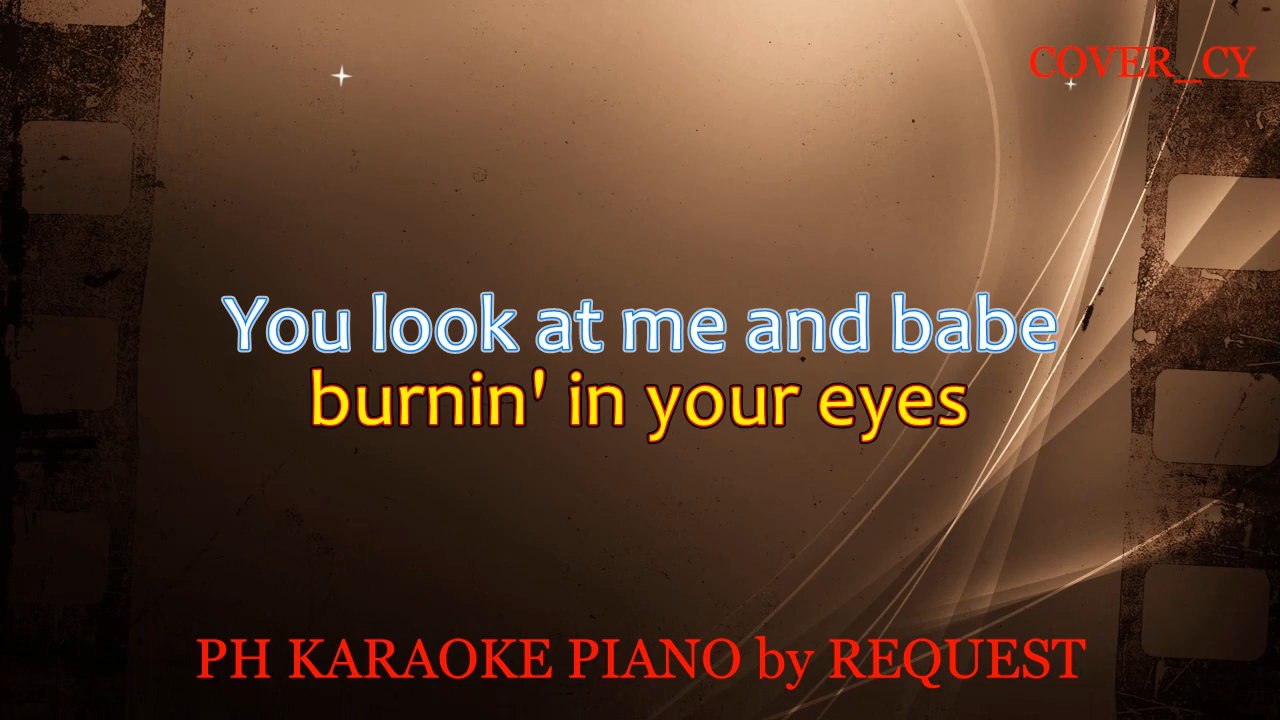 COVER_CY
You look at me and babe
burnin' in your eyes
PH KARAOKE PIANO by REQUEST